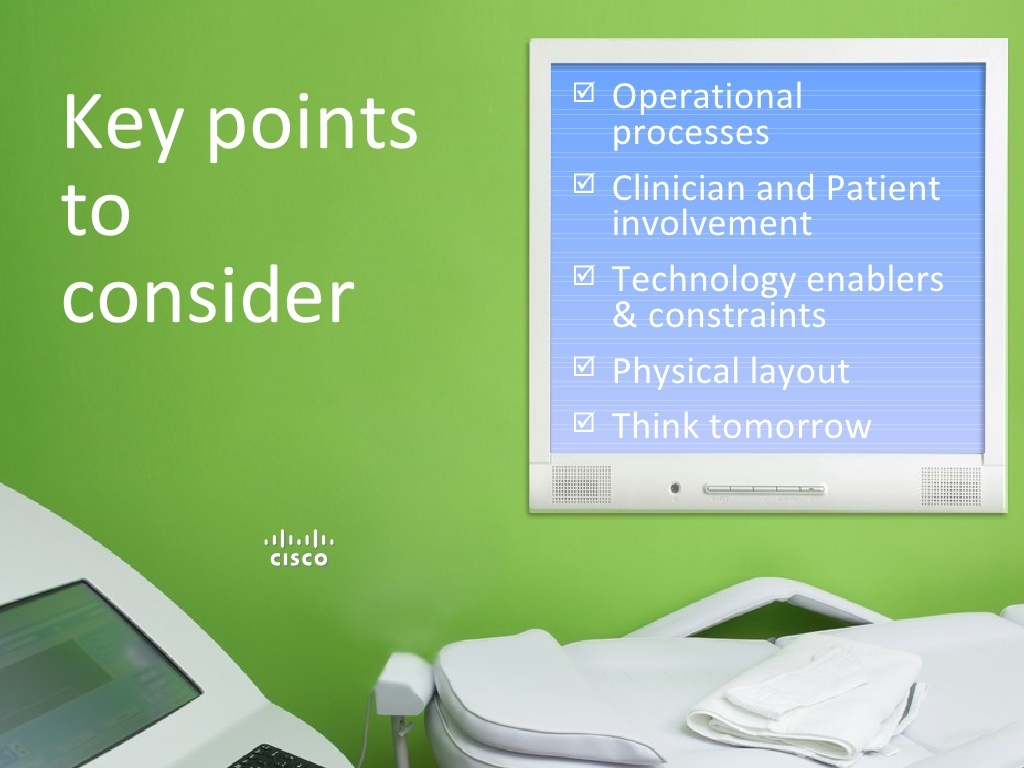 Key points
to
consider
Operational
processes
Clinician and Patient
involvement
Technology enablers
& constraints
Physical layout
Think tomorrow
CISCO